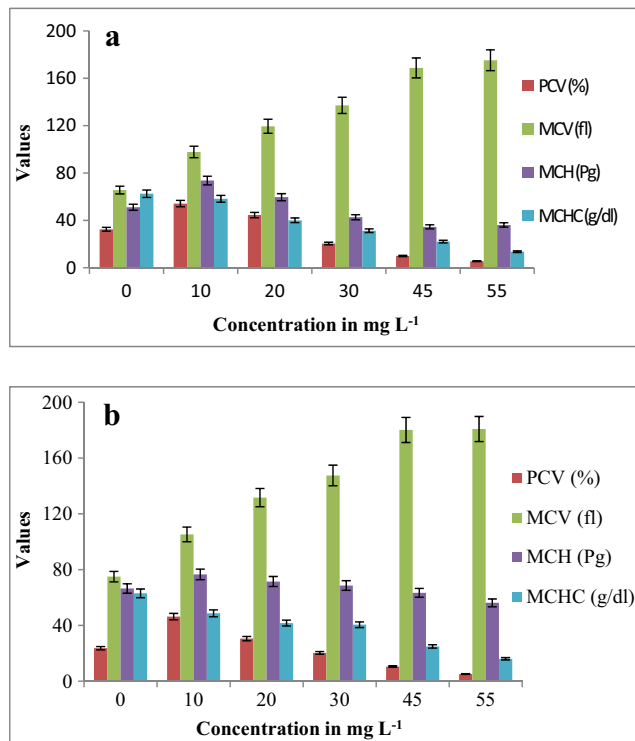 a
200
160
120
80
40
0
Values
0 10 20 30 45 55
Concentration in mg L⁻¹
PCV(%)
MCV(fl)
MCH(Pg)
MCHC(g/dl)
b
200
160
120
80
40
0
Values
0 10 20 30 45 55
Concentration in mg L⁻¹
PCV (%)
MCV (fl)
MCH (Pg)
MCHC (g/dl)